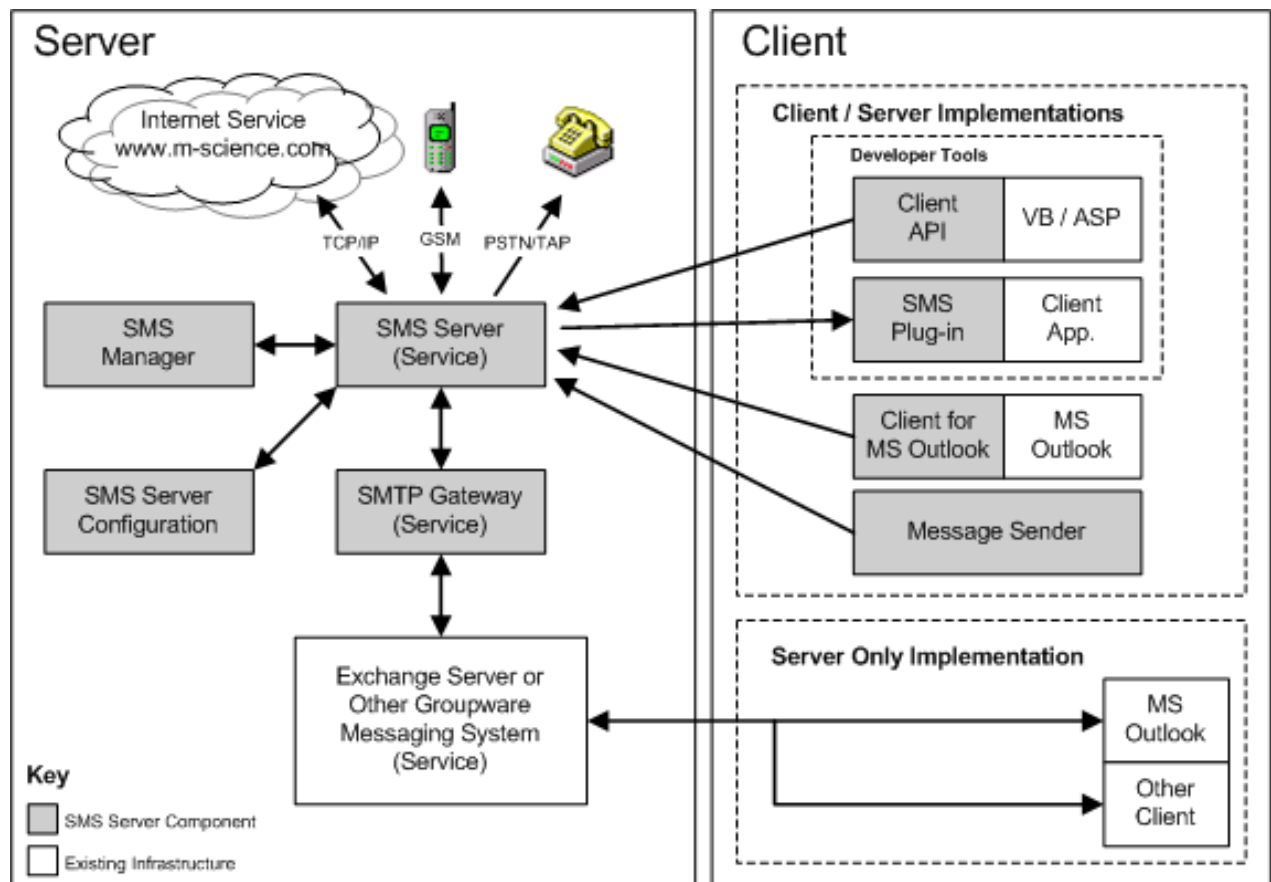 Server
Internet Service
www.m-science.com
TCP/IP
GSM
PSTN/TAP
SMS
Manager
SMS Server
(Service)
SMS Server
Configuration
SMTP Gateway
(Service)
Exchange Server or
Other Groupware
Messaging System
(Service)
Key
SMS Server Component
Existing Infrastructure
Client
Client / Server Implementations
Developer Tools
Client
API
VB / ASP
SMS
Plug-in
Client
App.
Client for
MS Outlook
MS
Outlook
Message Sender
Server Only Implementation
MS
Outlook
Other
Client